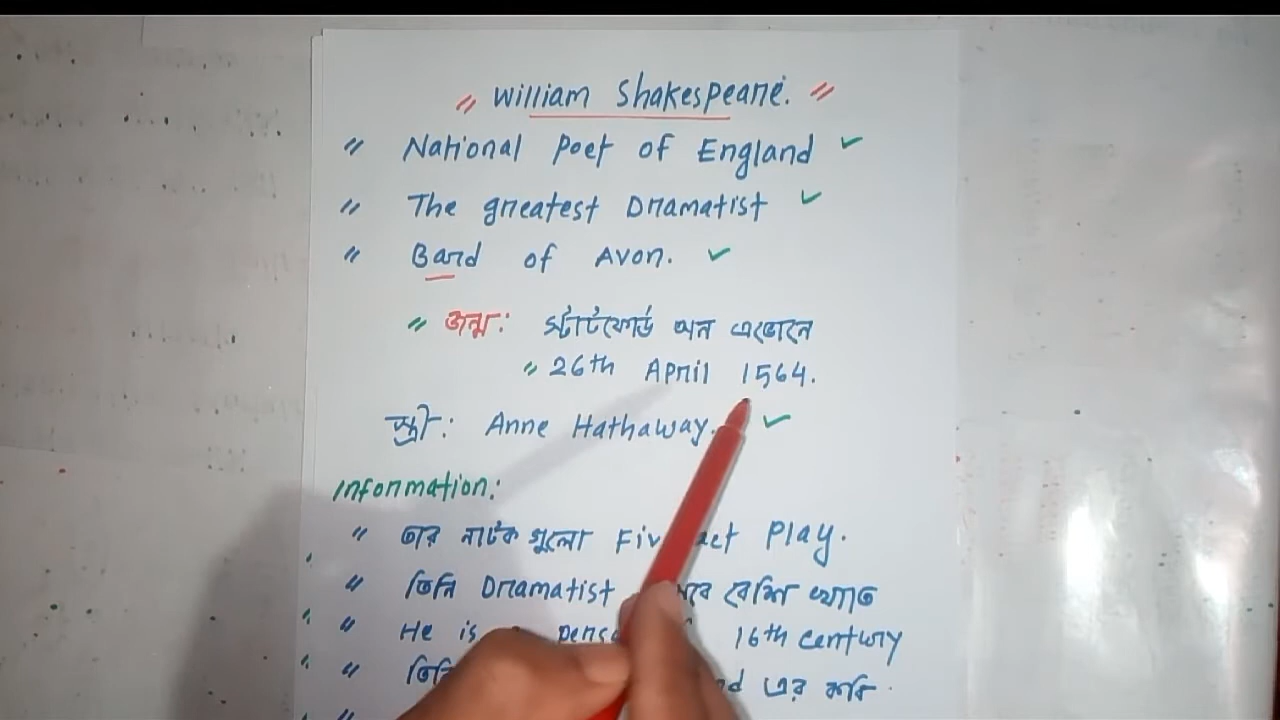 " William Shakespeare. "
" National Poet of England ✓
" The greatest Dramatist ✓
" Bard of Avon. ✓
" জন্ম: স্টার্টফোর্ড অন এভোনে
" 26th April 1564.
স্ত্রী: Anne Hathaway. ✓
Information:
" তার নাটক গুলো Fiv act Play.
" তিনি Dramatist বেশি খ্যাত
" He is 16th century
" তিনি এর কবি.